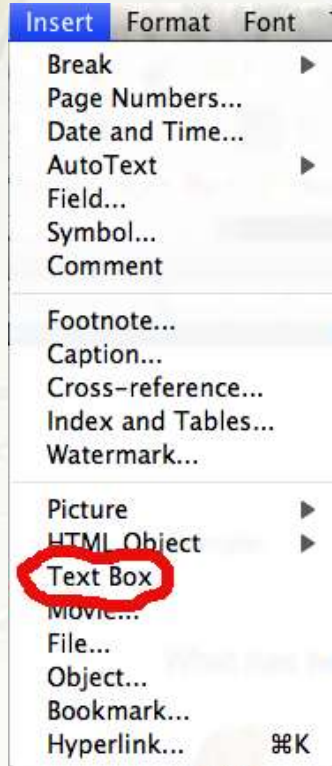 Insert Format Font
Break
Page Numbers...
Date and Time...
AutoText
Field...
Symbol...
Comment
Footnote...
Caption...
Cross-reference...
Index and Tables...
Watermark...
Picture
HTML Object
Text Box
Movie...
File...
Object...
Bookmark...
Hyperlink... ⌘K